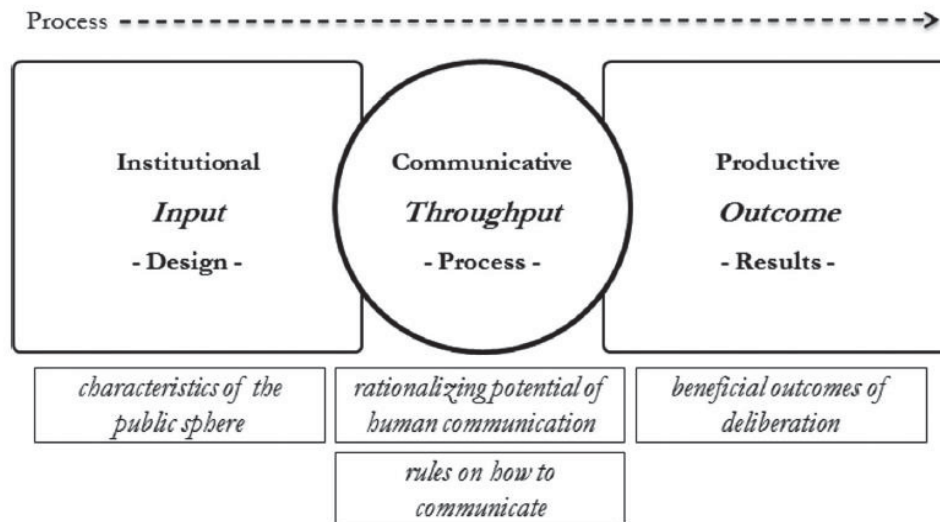 Process
Institutional
Input
- Design -
Communicative
Throughput
- Process -
Productive
Outcome
- Results -
characteristics of the
public sphere
rationalizing potential of
human communication
beneficial outcomes of
deliberation
rules on how to
communicate